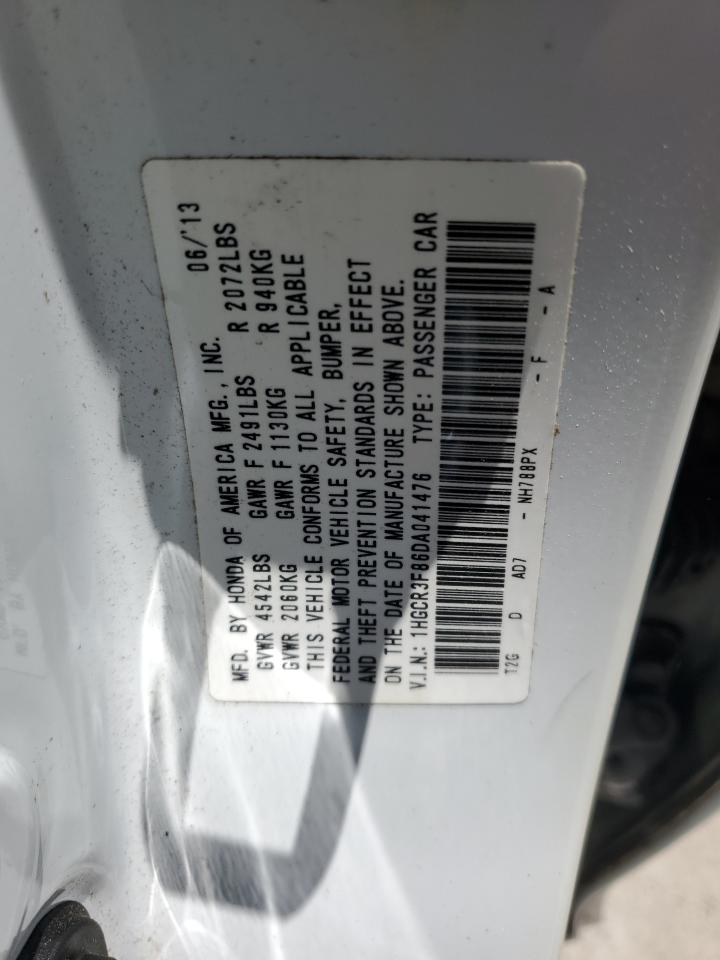 MFD. BY HONDA OF AMERICA MFG., INC. 06/'13
GVWR 4542LBS GAWR F 2491LBS R 2072LBS
GVWR 2060KG GAWR F 1130KG R 940KG
THIS VEHICLE CONFORMS TO ALL APPLICABLE
FEDERAL MOTOR VEHICLE SAFETY, BUMPER,
AND THEFT PREVENTION STANDARDS IN EFFECT
ON THE DATE OF MANUFACTURE SHOWN ABOVE.
V.I.N.: 1HGCR3F86DA041476 TYPE: PASSENGER CAR
T2G D AD7 - NH788PX - F - A